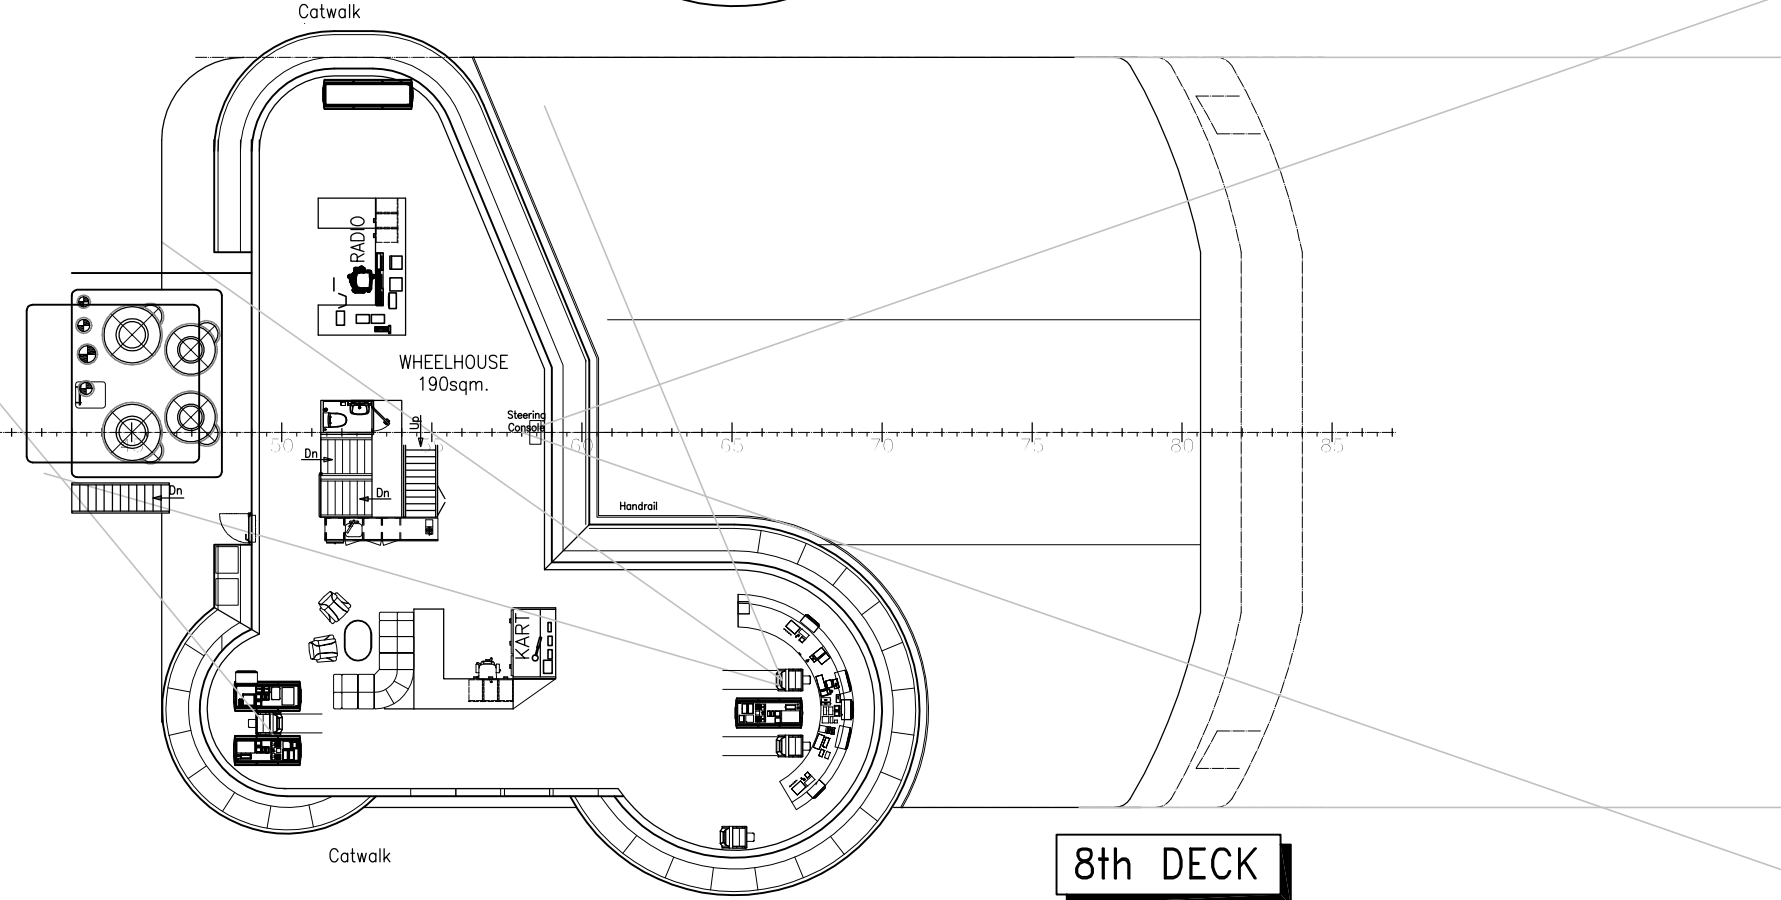 Catwalk
RADIO
WHEELHOUSE
190sqm.
Steering
Console
Up
50
60
65
70
75
80
85
Dn
Dn
Dn
Handrail
KART
Catwalk
8th DECK